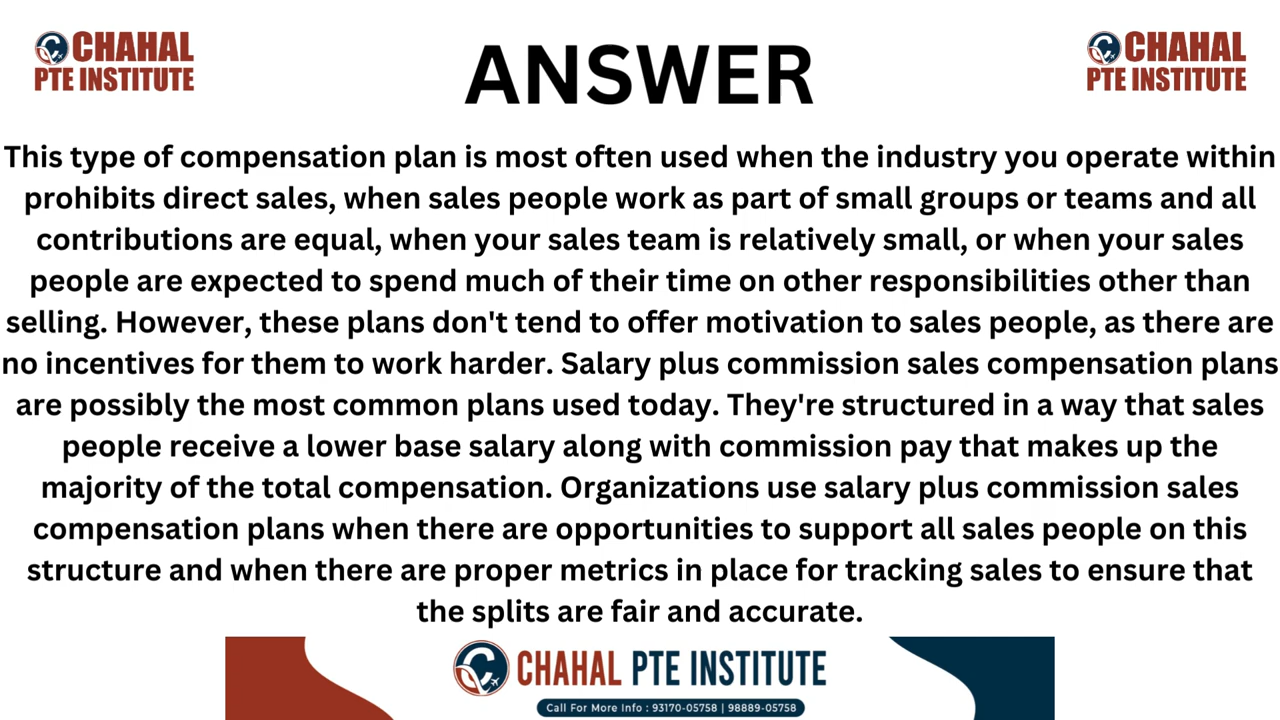 CHAHAL
PTE INSTITUTE
ANSWER
CHAHAL
PTE INSTITUTE
This type of compensation plan is most often used when the industry you operate within
prohibits direct sales, when sales people work as part of small groups or teams and all
contributions are equal, when your sales team is relatively small, or when your sales
people are expected to spend much of their time on other responsibilities other than
selling. However, these plans don't tend to offer motivation to sales people, as there are
no incentives for them to work harder. Salary plus commission sales compensation plans
are possibly the most common plans used today. They're structured in a way that sales
people receive a lower base salary along with commission pay that makes up the
majority of the total compensation. Organizations use salary plus commission sales
compensation plans when there are opportunities to support all sales people on this
structure and when there are proper metrics in place for tracking sales to ensure that
the splits are fair and accurate.
CHAHAL PTE INSTITUTE
Call For More Info : 93170-05758 | 98889-05758